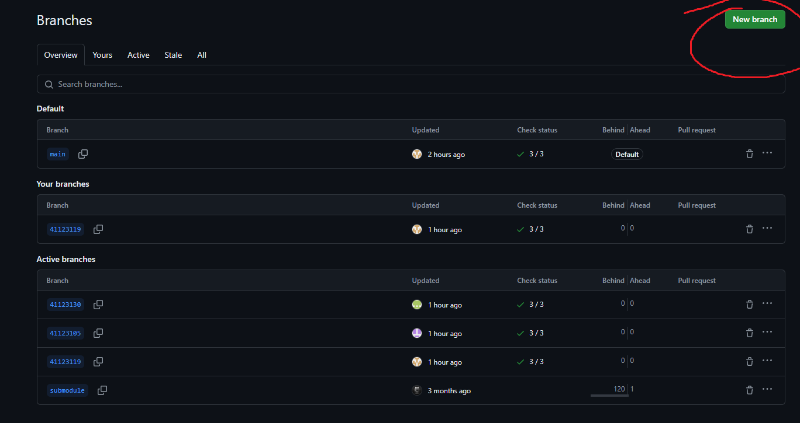 Branches
New branch
Overview Yours Active Stale All
Search branches...
Default
Branch Updated Check status Behind Ahead Pull request
main 2 hours ago 3 / 3 Default
Your branches
Branch Updated Check status Behind Ahead Pull request
41123119 1 hour ago 3 / 3 0 0
Active branches
Branch Updated Check status Behind Ahead Pull request
41123130 1 hour ago 3 / 3 0 0
41123105 1 hour ago 3 / 3 0 0
41123119 1 hour ago 3 / 3 0 0
submodule 3 months ago 120 1